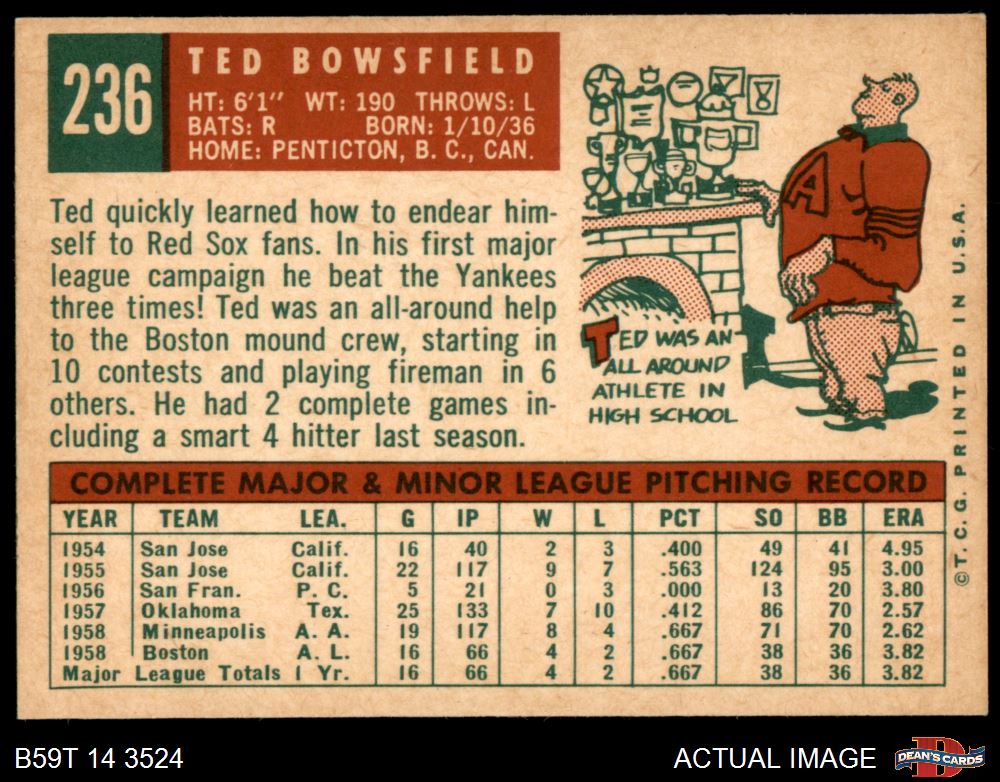 236
TED BOWSFIELD
HT: 6'1" WT: 190 THROWS: L
BATS: R BORN: 1/10/36
HOME: PENTICTON, B. C., CAN.
Ted quickly learned how to endear him-
self to Red Sox fans. In his first major
league campaign he beat the Yankees
three times! Ted was an all-around help
to the Boston mound crew, starting in
10 contests and playing fireman in 6
others. He had 2 complete games in-
cluding a smart 4 hitter last season.
A
TED WAS AN
ALL AROUND
ATHLETE IN
HIGH SCHOOL
COMPLETE MAJOR & MINOR LEAGUE PITCHING RECORD
YEAR TEAM LEA. G IP W L PCT SO BB ERA
1954 San Jose Calif. 16 40 2 3 .400 49 41 4.95
1955 San Jose Calif. 22 117 9 7 .563 124 95 3.00
1956 San Fran. P. C. 5 21 0 3 .000 13 20 3.80
1957 Oklahoma Tex. 25 133 7 10 .412 86 70 2.57
1958 Minneapolis A. A. 19 117 8 4 .667 71 70 2.62
1958 Boston A. L. 16 66 4 2 .667 38 36 3.82
Major League Totals 1 Yr. 16 66 4 2 .667 38 36 3.82
© T. C. G. PRINTED IN U.S.A.
B59T 14 3524
ACTUAL IMAGE
D
DEAN'S CARDS